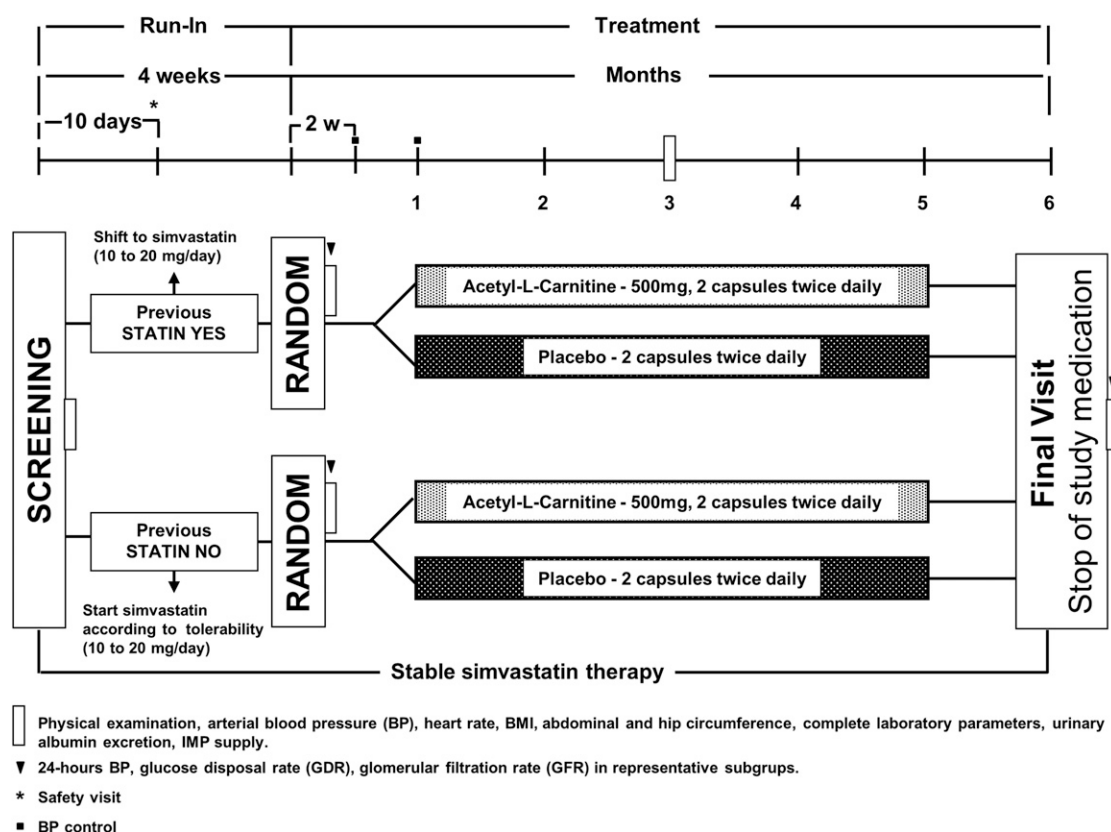 Run-In
Treatment
4 weeks
Months
10 days
*
2 w
1
2
3
4
5
6
SCREENING
Shift to simvastatin
(10 to 20 mg/day)
Previous
STATIN YES
RANDOM
Acetyl-L-Carnitine - 500mg, 2 capsules twice daily
Placebo - 2 capsules twice daily
Previous
STATIN NO
Start simvastatin
according to tolerability
(10 to 20 mg/day)
RANDOM
Acetyl-L-Carnitine - 500mg, 2 capsules twice daily
Placebo - 2 capsules twice daily
Final Visit
Stop of study medication
Stable simvastatin therapy
Physical examination, arterial blood pressure (BP), heart rate, BMI, abdominal and hip circumference, complete laboratory parameters, urinary
albumin excretion, IMP supply.
24-hours BP, glucose disposal rate (GDR), glomerular filtration rate (GFR) in representative subgrups.
* Safety visit
BP control